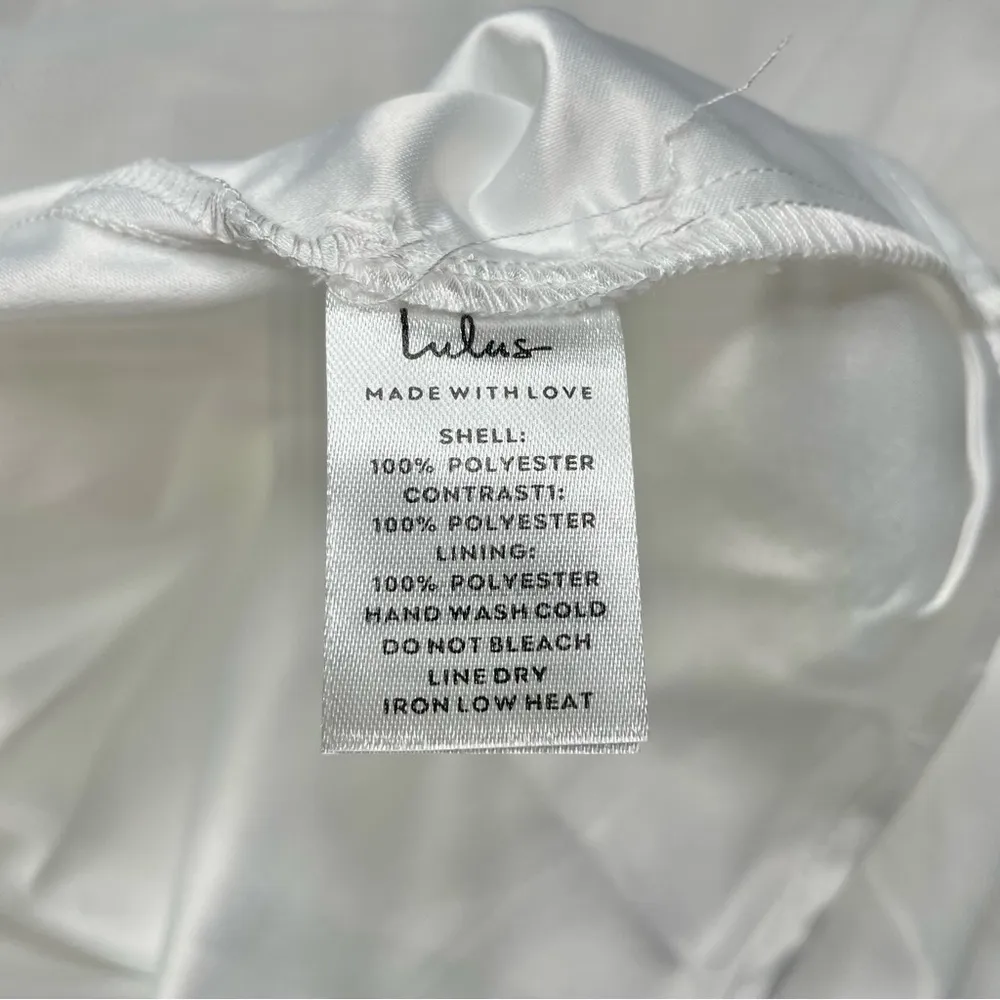 Lulus
MADE WITH LOVE
SHELL:
100% POLYESTER
CONTRAST1:
100% POLYESTER
LINING:
100% POLYESTER
HAND WASH COLD
DO NOT BLEACH
LINE DRY
IRON LOW HEAT